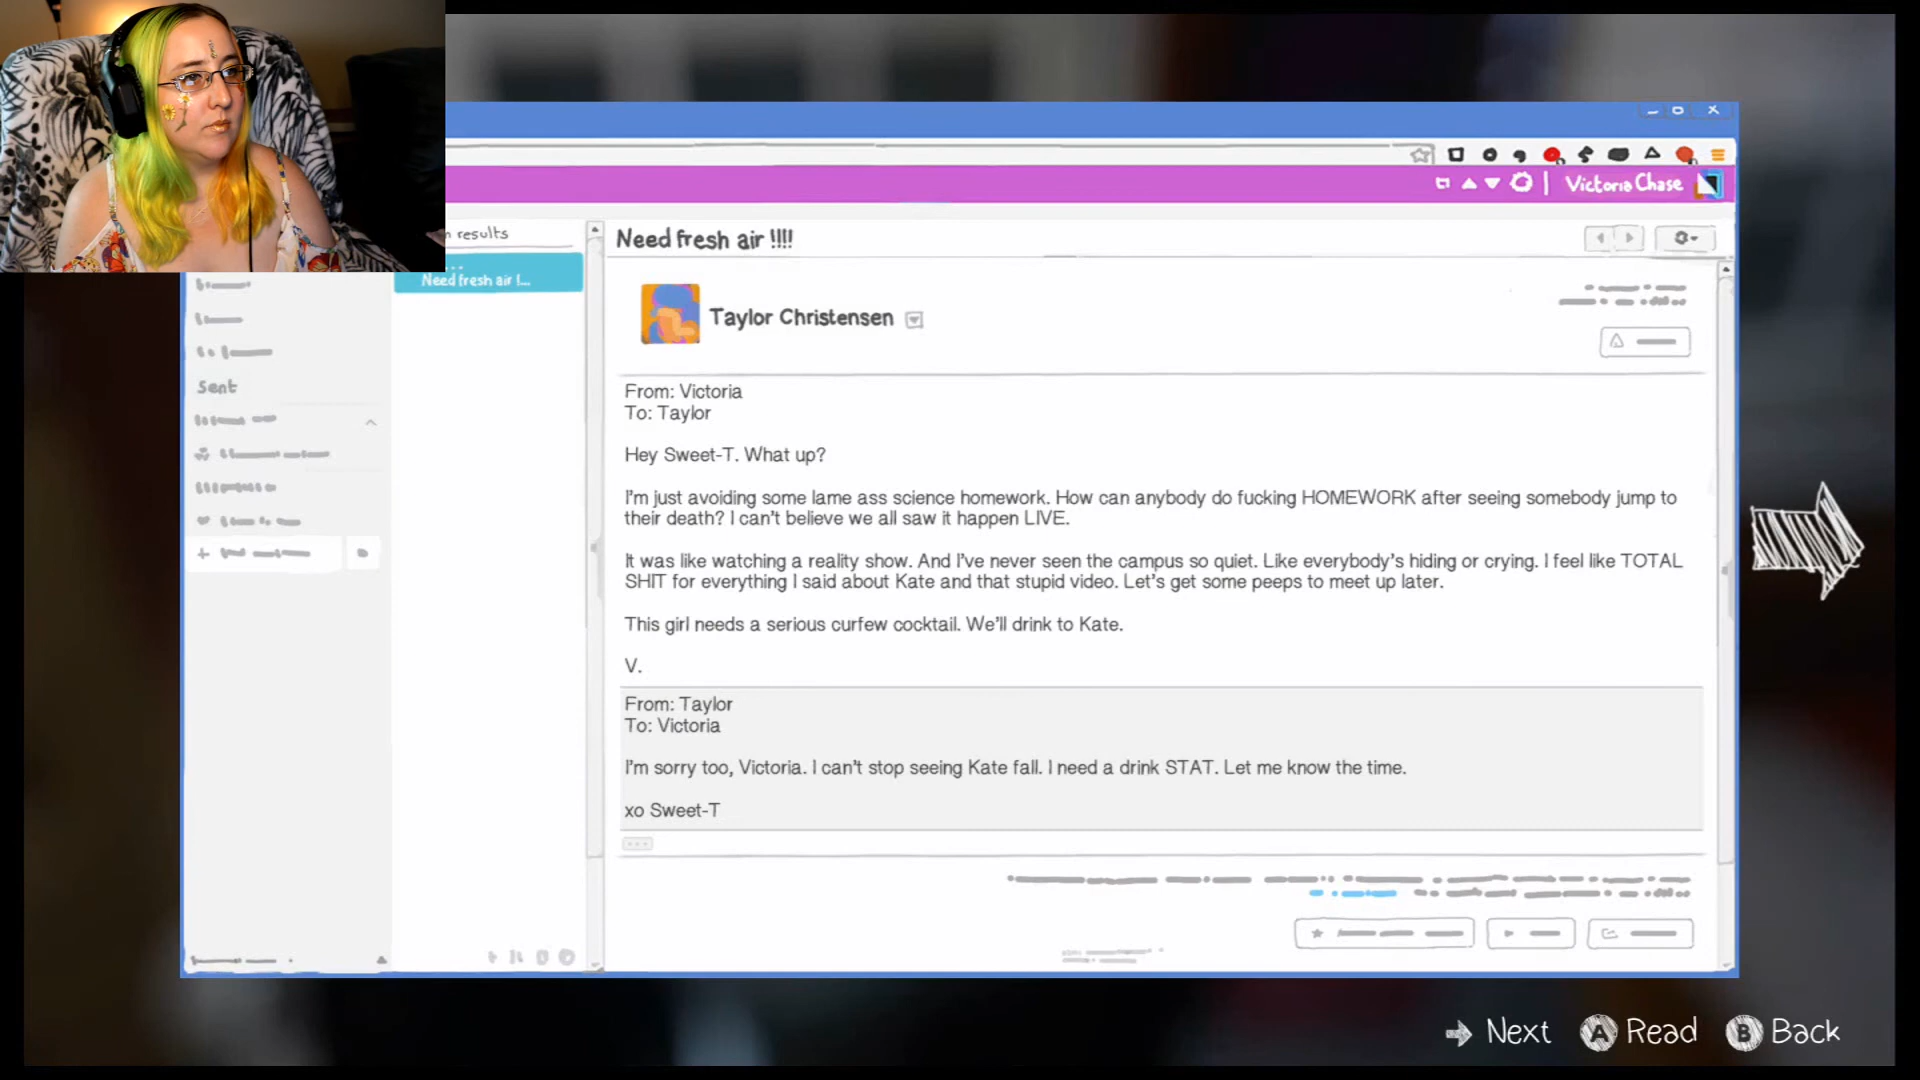 Victoria Chase
results
Need fresh air !!!!
Need fresh air !...
Taylor Christensen
Sent
From: Victoria
To: Taylor
Hey Sweet-T. What up?
I'm just avoiding some lame ass science homework. How can anybody do fucking HOMEWORK after seeing somebody jump to
their death? I can't believe we all saw it happen LIVE.
It was like watching a reality show. And I've never seen the campus so quiet. Like everybody's hiding or crying. I feel like TOTAL
SHIT for everything I said about Kate and that stupid video. Let's get some peeps to meet up later.
This girl needs a serious curfew cocktail. We'll drink to Kate.
V.
From: Taylor
To: Victoria
I'm sorry too, Victoria. I can't stop seeing Kate fall. I need a drink STAT. Let me know the time.
xo Sweet-T
Next A Read B Back